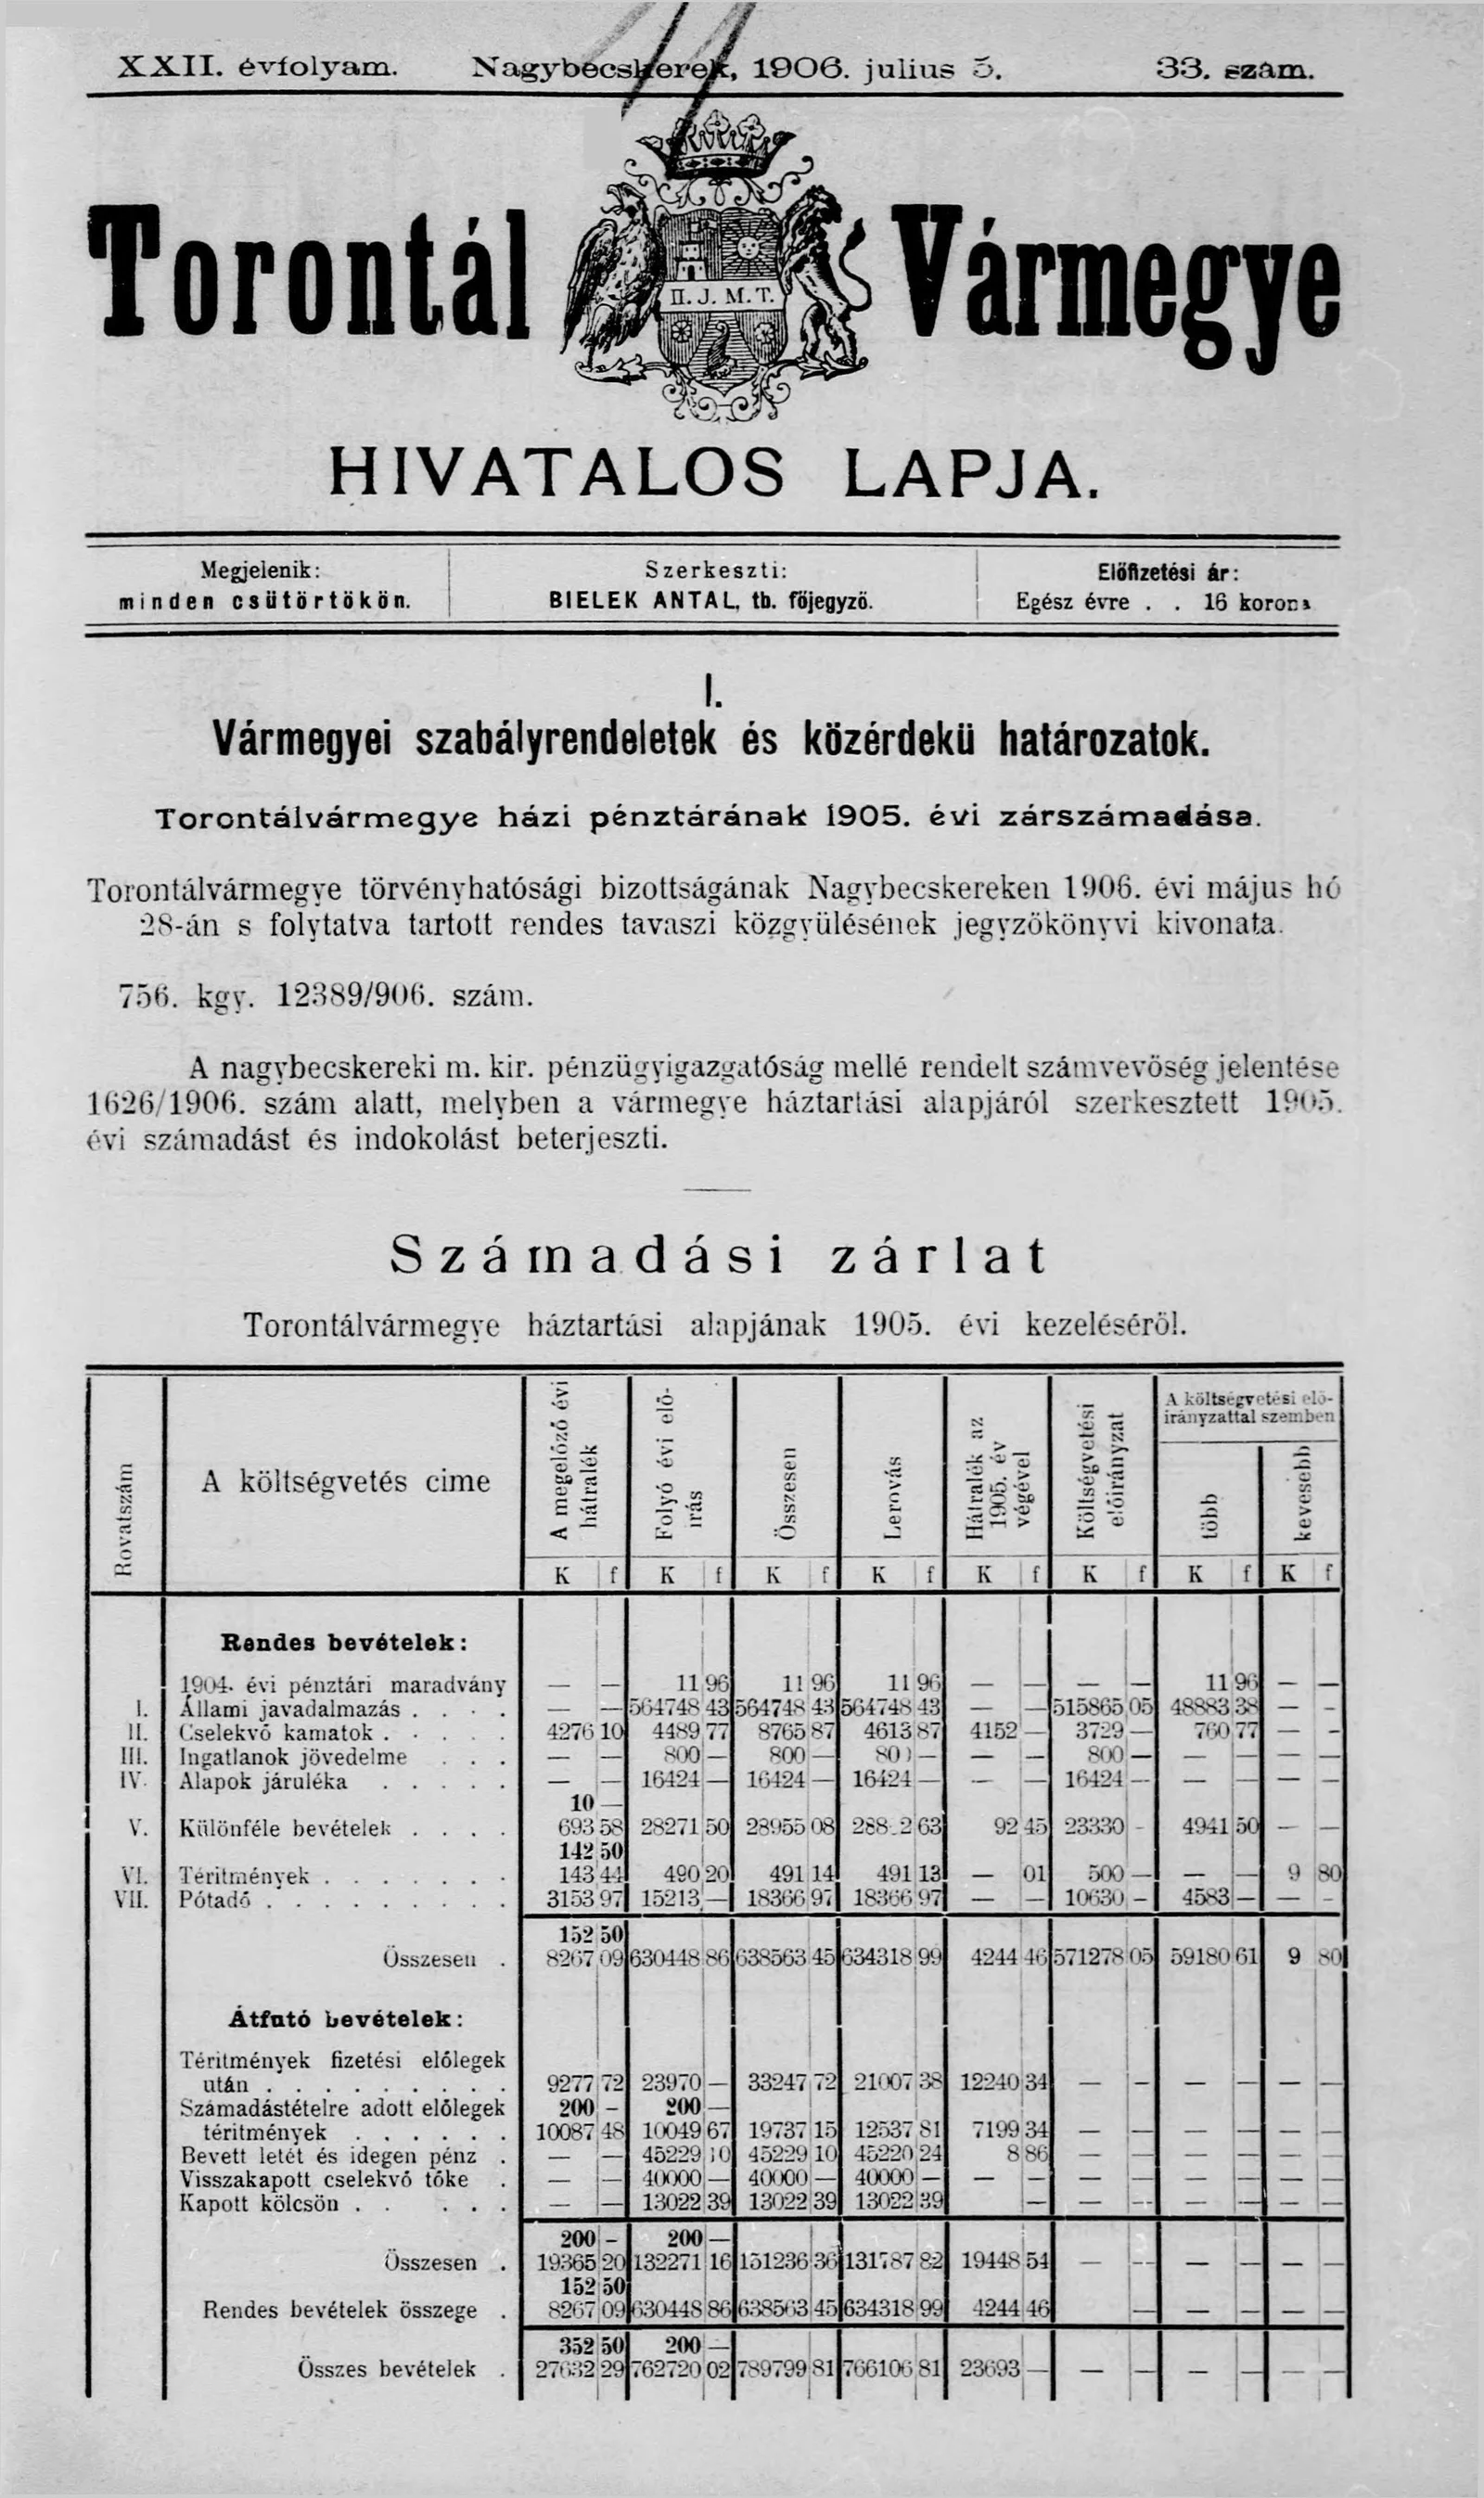 XXII. évfolyam. Nagybecskerek, 1906. julius 5. 33. szám.
Torontál Vármegye
II. J. M. T.
HIVATALOS LAPJA.
Megjelenik:
minden csütörtökön.
Szerkeszti:
BIELEK ANTAL, tb. főjegyző.
Előfizetési ár:
Egész évre . . 16 korona
I.
Vármegyei szabályrendeletek és közérdekü határozatok.
Torontálvármegye házi pénztárának 1905. évi zárszámadása.
Torontálvármegye törvényhatósági bizottságának Nagybecskereken 1906. évi május hó
28-án s folytatva tartott rendes tavaszi közgyülésének jegyzökönyvi kivonata.
756. kgy. 12389/906. szám.
A nagybecskereki m. kir. pénzügyigazgatóság mellé rendelt számvevöség jelentése
1626/1906. szám alatt, melyben a vármegye háztartási alapjáról szerkesztett 1905.
évi számadást és indokolást beterjeszti.
Számadási zárlat
Torontálvármegye háztartási alapjának 1905. évi kezeléséröl.
Rovatszám
A költségvetés cime
A megelőző évi
hátralék
Folyó évi elő-
irás
Összesen
Lerovás
Hátralék az
1905. év
végével
Költségvetési
előirányzat
A költségvetési elő-
irányzattal szemben
több
kevesebb
K f K f K f K f K f K f K f K f
Rendes bevételek:
1904. évi pénztári maradvány — — 11 96 11 96 11 96 — — — — 11 96 — —
I. Állami javadalmazás . . . . — — 564748 43 564748 43 564748 43 — — 515865 05 48883 38 — -
II. Cselekvő kamatok . . . . . 4276 10 4489 77 8765 87 4613 87 4152 — 3729 — 760 77 — -
III. Ingatlanok jövedelme . . . — — 800 — 800 — 800 — — — 800 — — — — —
IV. Alapok járuléka . . . . . — — 16424 — 16424 — 16424 — — — 16424 — — — — —
10 —
V. Különféle bevételek . . . . 693 58 28271 50 28955 08 288 2 63 92 45 23330 - 4941 50 — —
142 50
VI. Téritmények . . . . . . . 143 44 490 20 491 14 491 13 — 01 500 — — — 9 80
VII. Pótadó . . . . . . . . . 3153 97 15213 — 18366 97 18366 97 — — 10630 - 4583 — — -
152 50
Összesen . 8267 09 630448 86 638563 45 634318 99 4244 46 571278 05 59180 61 9 80
Átfutó bevételek:
Téritmények fizetési előlegek
után . . . . . . . . . 9277 72 23970 — 33247 72 21007 38 12240 34 — - — — — —
Számadástételre adott előlegek 200 - 200 —
téritmények . . . . . . 10087 48 10049 67 19737 15 12537 81 7199 34 — — — — — —
Bevett letét és idegen pénz . — — 45229 10 45229 10 45220 24 8 86 — — — — — —
Visszakapott cselekvő tőke . — — 40000 — 40000 — 40000 — — — — — — — — —
Kapott kölcsön . . . . . — — 13022 39 13022 39 13022 39 — — — — — — —
200 - 200 —
Összesen . 19365 20 132271 16 151236 36 131787 82 19448 54 — -- — — — —
152 50
Rendes bevételek összege . 8267 09 630448 86 638563 45 634318 99 4244 46 — — — — —
352 50 200 —
Összes bevételek . 27632 29 762720 02 789799 81 766106 81 23693 — — — — — — —